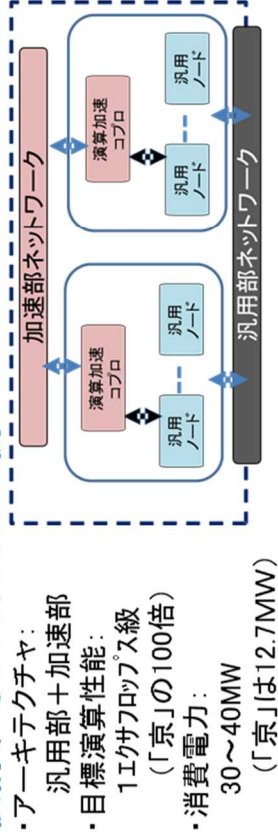 ・アーキテクチャ:
汎用部＋加速部
・目標演算性能:
1エクサフロップス級
(「京」の100倍)
・消費電力:
30～40MW
(「京」は12.7MW)
加速部ネットワーク
演算加速
コプロ
汎用
ノード
汎用
ノード
演算加速
コプロ
汎用
ノード
汎用
ノード
汎用部ネットワーク